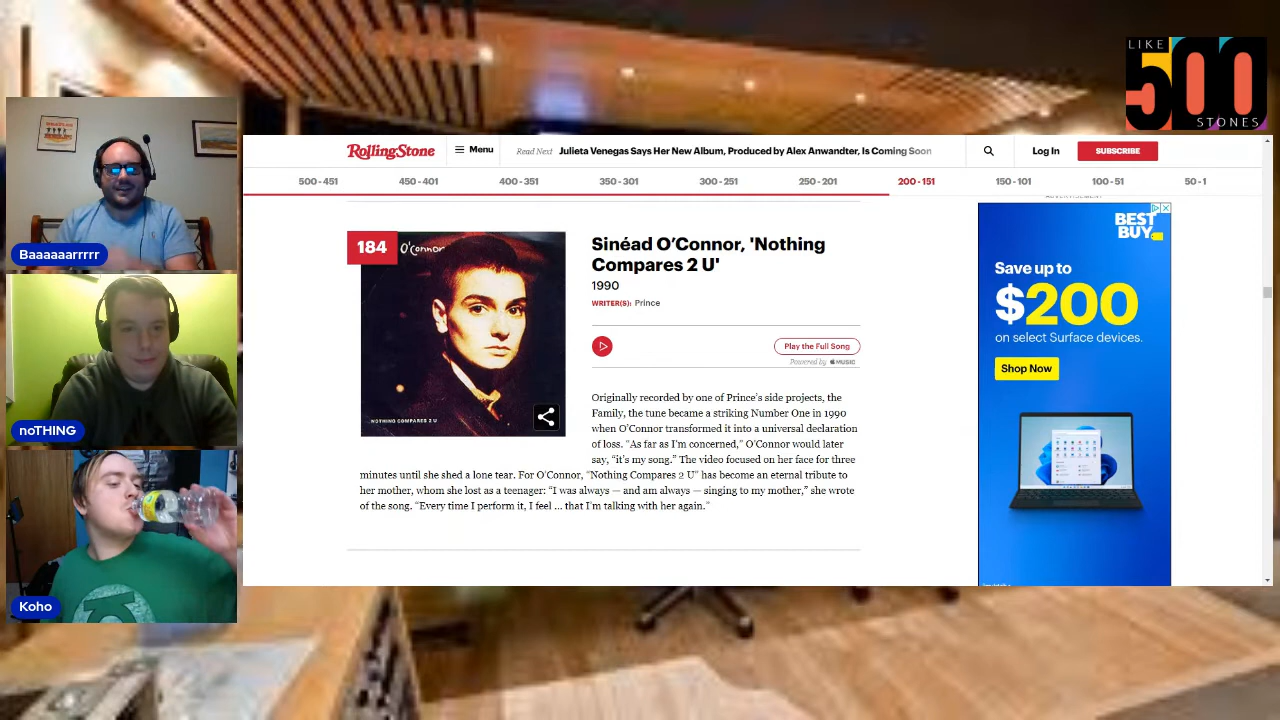 LIKE
500
STONES
RollingStone
Menu
Read Next Julieta Venegas Says Her New Album, Produced by Alex Anwandter, Is Coming Soon
Log In
SUBSCRIBE
500 - 451
450 - 401
400 - 351
350 - 301
300 - 251
250 - 201
200 - 151
150 - 101
100 - 51
50 - 1
ADVERTISEMENT
184
O'Connor
NOTHING COMPARES 2 U
Sinéad O’Connor, 'Nothing
Compares 2 U'
1990
WRITER(S): Prince
Play the Full Song
Powered by MUSIC
Originally recorded by one of Prince’s side projects, the
Family, the tune became a striking Number One in 1990
when O’Connor transformed it into a universal declaration
of loss. “As far as I’m concerned,” O’Connor would later
say, “it’s my song.” The video focused on her face for three
minutes until she shed a lone tear. For O’Connor, “Nothing Compares 2 U” has become an eternal tribute to
her mother, whom she lost as a teenager: “I was always — and am always — singing to my mother,” she wrote
of the song. “Every time I perform it, I feel … that I’m talking with her again.”
BEST
BUY
Save up to
$200
on select Surface devices.
Shop Now
Baaaaaarrrrr
noTHING
Koho